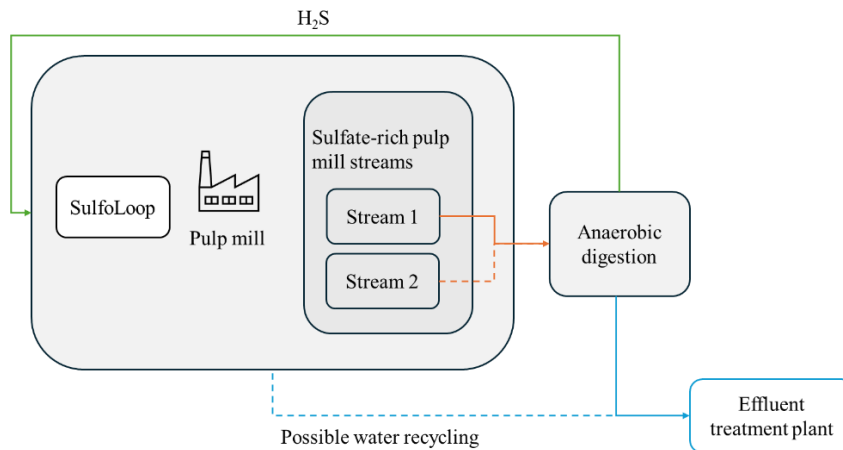 H₂S
Sulfate-rich pulp
mill streams
SulfoLoop
Pulp mill
Stream 1
Stream 2
Anaerobic
digestion
Possible water recycling
Effluent
treatment plant